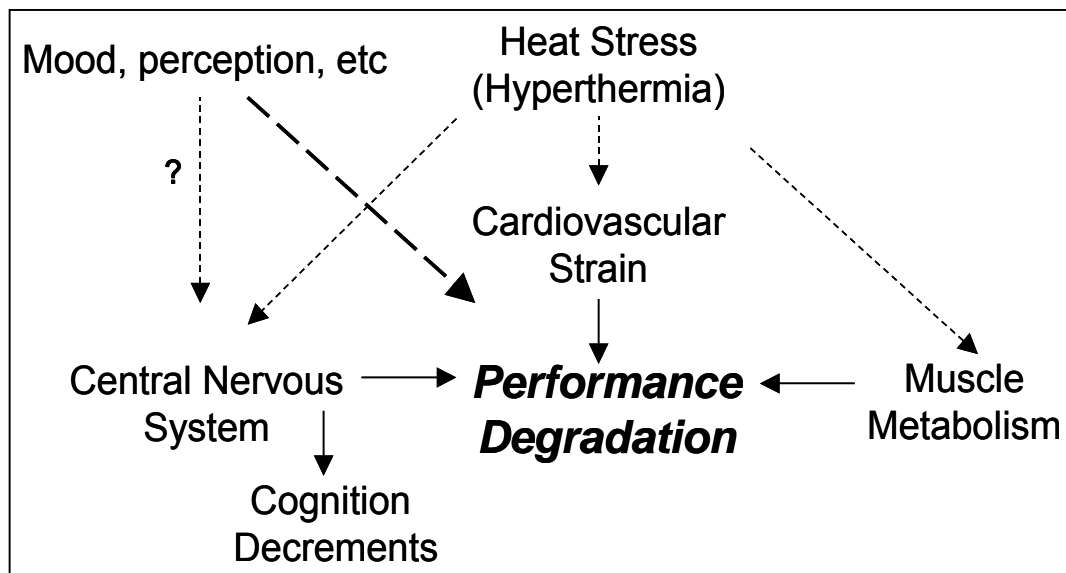 Mood, perception, etc
Heat Stress
(Hyperthermia)
?
Cardiovascular
Strain
Central Nervous
System
Performance
Degradation
Muscle
Metabolism
Cognition
Decrements